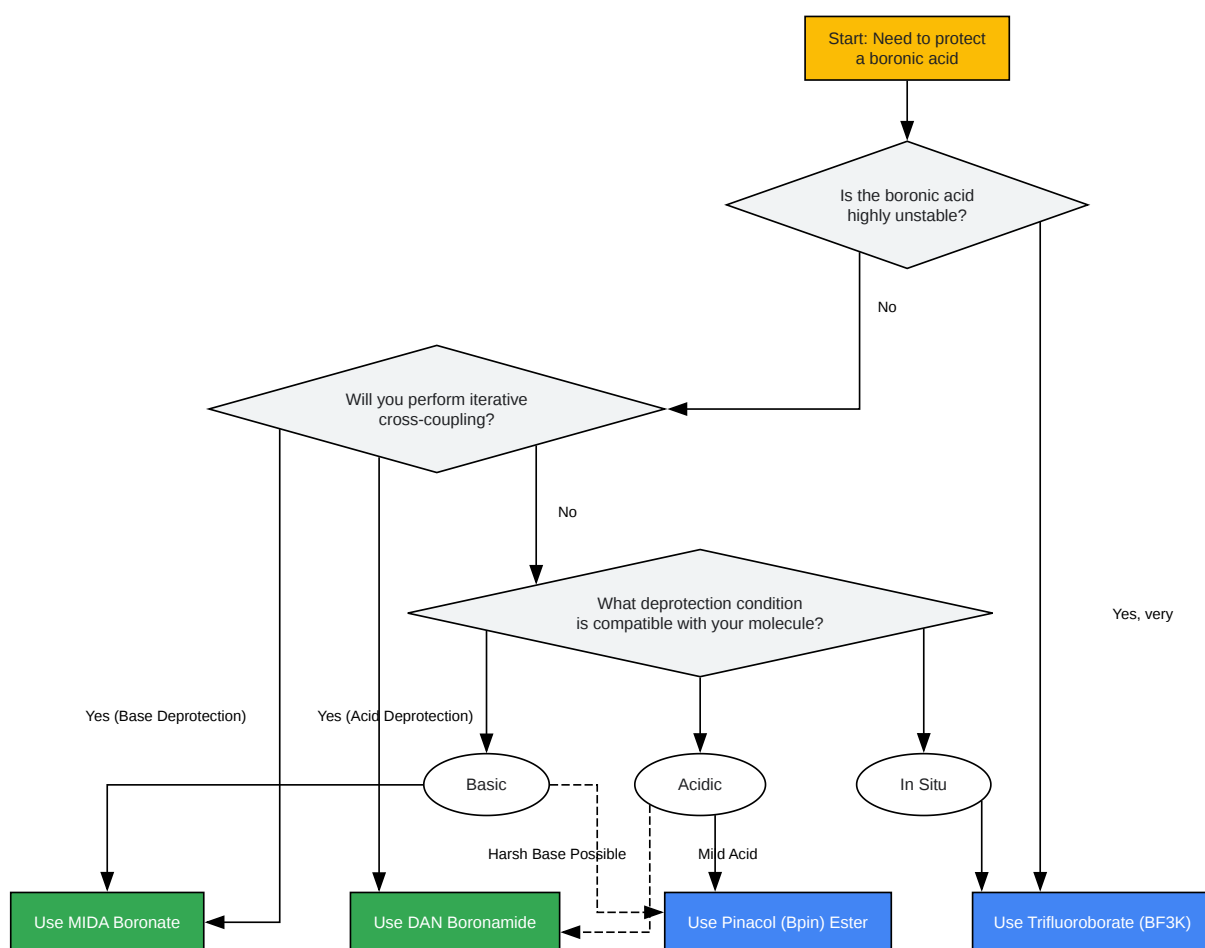 Start: Need to protect
a boronic acid
Is the boronic acid
highly unstable?
No
Will you perform iterative
cross-coupling?
No
What deprotection condition
is compatible with your molecule?
Yes, very
Yes (Base Deprotection)
Yes (Acid Deprotection)
Basic
Acidic
In Situ
Harsh Base Possible
Mild Acid
Use MIDA Boronate
Use DAN Boronamide
Use Pinacol (Bpin) Ester
Use Trifluoroborate (BF3K)